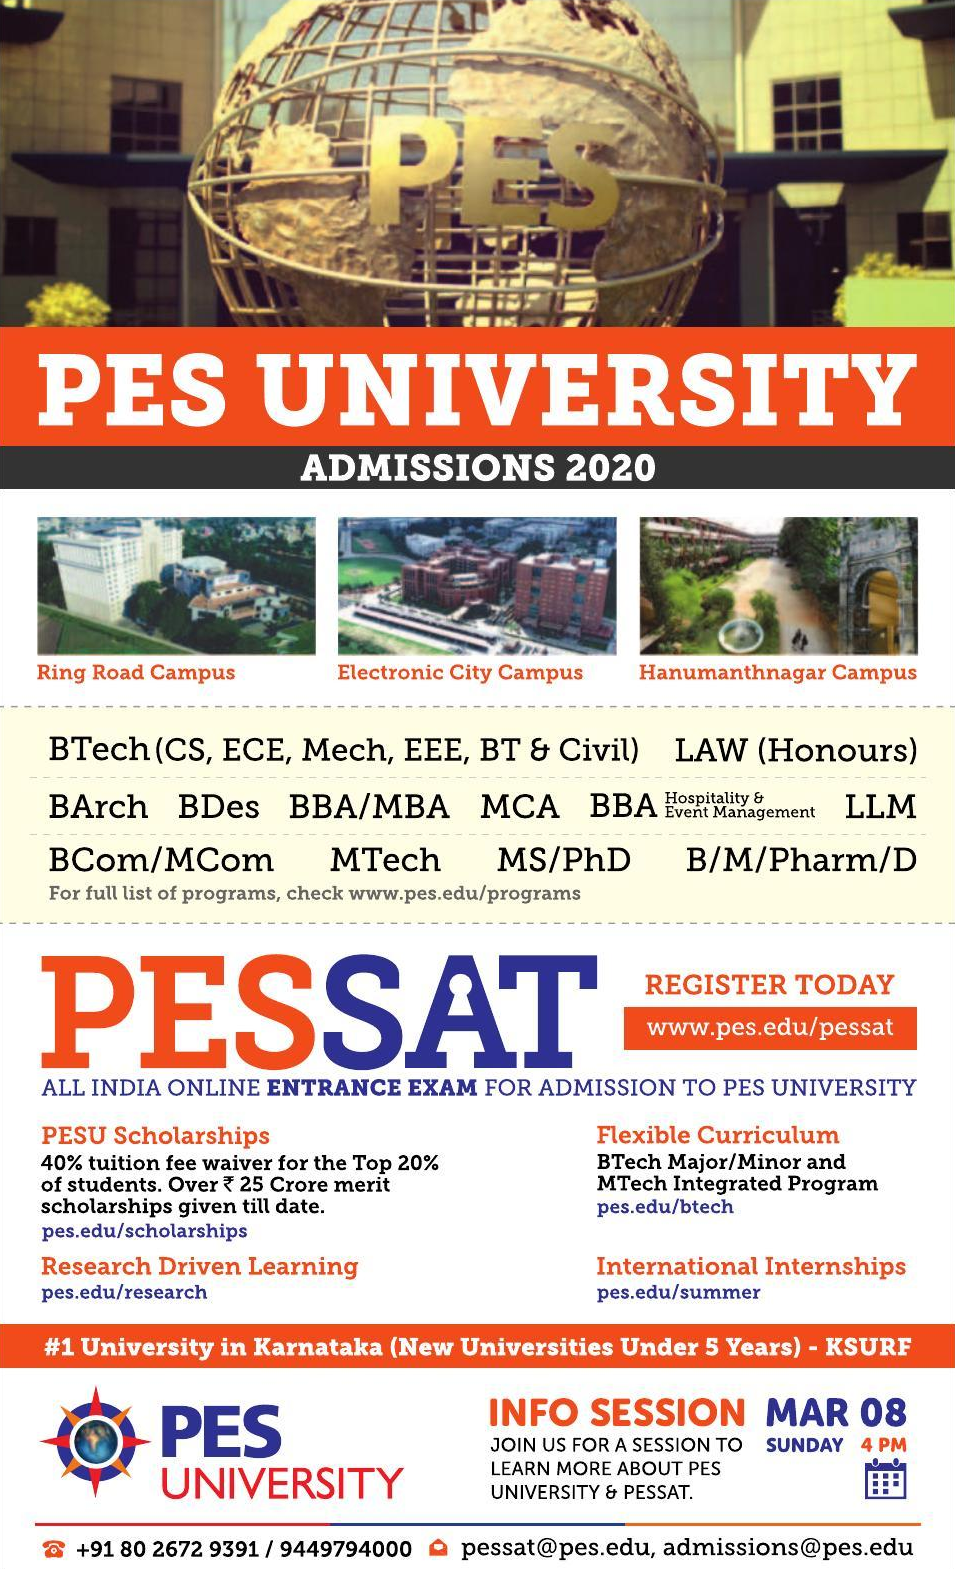 PES
PES UNIVERSITY
ADMISSIONS 2020
Ring Road Campus
Electronic City Campus
Hanumanthnagar Campus
BTech (CS, ECE, Mech, EEE, BT & Civil) LAW (Honours)
BArch BDes BBA/MBA MCA BBA Hospitality & Event Management LLM
BCom/MCom MTech MS/PhD B/M/Pharm/D
For full list of programs, check www.pes.edu/programs
PESSAT
REGISTER TODAY
www.pes.edu/pessat
ALL INDIA ONLINE ENTRANCE EXAM FOR ADMISSION TO PES UNIVERSITY
PESU Scholarships
40% tuition fee waiver for the Top 20%
of students. Over ₹ 25 Crore merit
scholarships given till date.
pes.edu/scholarships
Flexible Curriculum
BTech Major/Minor and
MTech Integrated Program
pes.edu/btech
Research Driven Learning
pes.edu/research
International Internships
pes.edu/summer
#1 University in Karnataka (New Universities Under 5 Years) - KSURF
PES
UNIVERSITY
INFO SESSION
JOIN US FOR A SESSION TO
LEARN MORE ABOUT PES
UNIVERSITY & PESSAT.
MAR 08
SUNDAY 4 PM
+91 80 2672 9391 / 9449794000 pessat@pes.edu, admissions@pes.edu